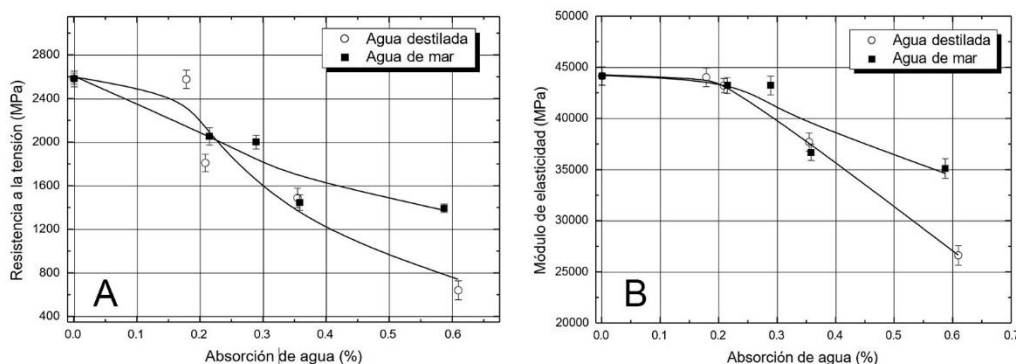 Resistencia a la tensión (MPa)
2800
2400
2000
1600
1200
800
400
Agua destilada
Agua de mar
A
0.0 0.1 0.2 0.3 0.4 0.5 0.6
Absorción de agua (%)
Módulo de elasticidad (MPa)
50000
45000
40000
35000
30000
25000
20000
Agua destilada
Agua de mar
B
0.0 0.1 0.2 0.3 0.4 0.5 0.6 0.7
Absorción de agua (%)